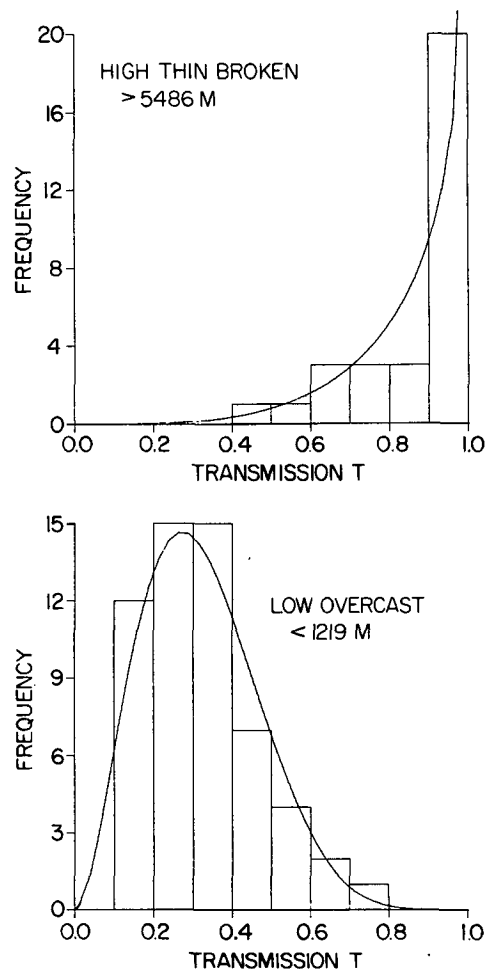 20
16
12
8
4
0
FREQUENCY
HIGH THIN BROKEN
> 5486 M
0.0 0.2 0.4 0.6 0.8 1.0
TRANSMISSION T
15
12
9
6
3
0
FREQUENCY
LOW OVERCAST
< 1219 M
0.0 0.2 0.4 0.6 0.8 1.0
TRANSMISSION T